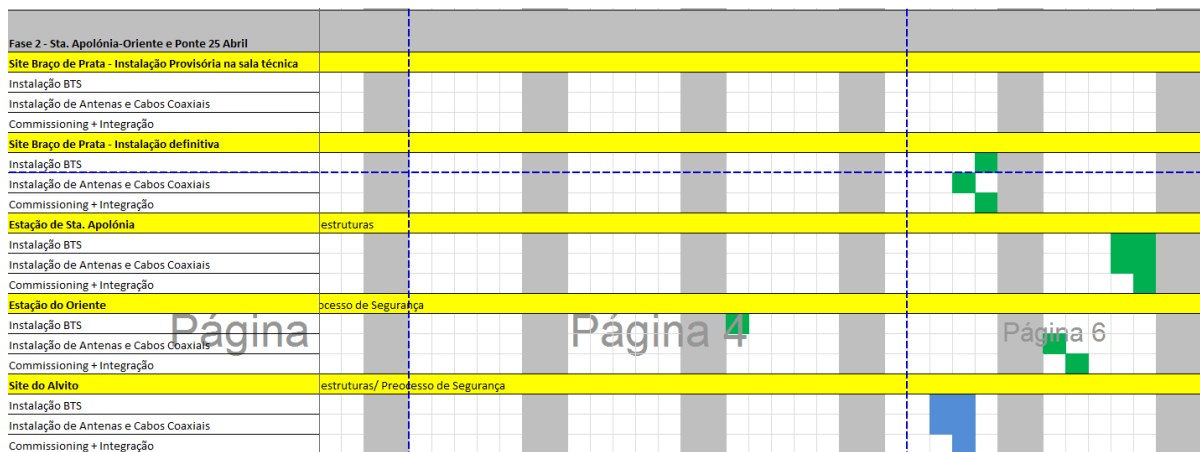 Fase 2 - Sta. Apolónia-Oriente e Ponte 25 Abril
Site Braço de Prata - Instalação Provisória na sala técnica
Instalação BTS
Instalação de Antenas e Cabos Coaxiais
Commissioning + Integração
Site Braço de Prata - Instalação definitiva
Instalação BTS
Instalação de Antenas e Cabos Coaxiais
Commissioning + Integração
Estação de Sta. Apolónia estruturas
Instalação BTS
Instalação de Antenas e Cabos Coaxiais
Commissioning + Integração
Estação do Oriente ocesso de Segurança
Instalação BTS Página Página 4 Página 6
Instalação de Antenas e Cabos Coaxiais
Commissioning + Integração
Site do Alvito estruturas/ Preocesso de Segurança
Instalação BTS
Instalação de Antenas e Cabos Coaxiais
Commissioning + Integração